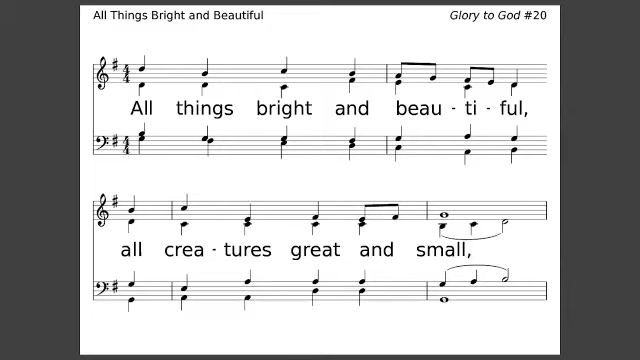 All Things Bright and Beautiful
Glory to God #20
All things bright and beau - ti - ful,
all crea - tures great and small,